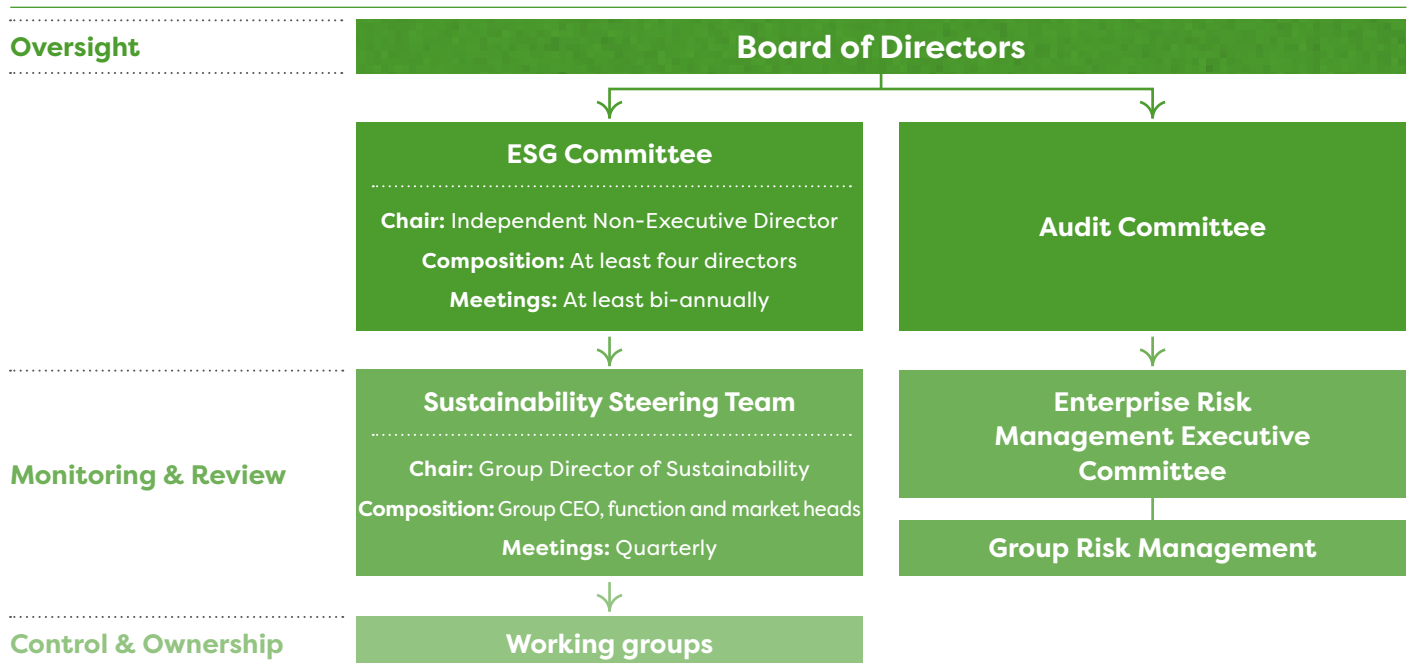 Oversight
Board of Directors
ESG Committee
Chair: Independent Non-Executive Director
Composition: At least four directors
Meetings: At least bi-annually
Audit Committee
Monitoring & Review
Sustainability Steering Team
Chair: Group Director of Sustainability
Composition: Group CEO, function and market heads
Meetings: Quarterly
Enterprise Risk
Management Executive
Committee
Group Risk Management
Control & Ownership
Working groups